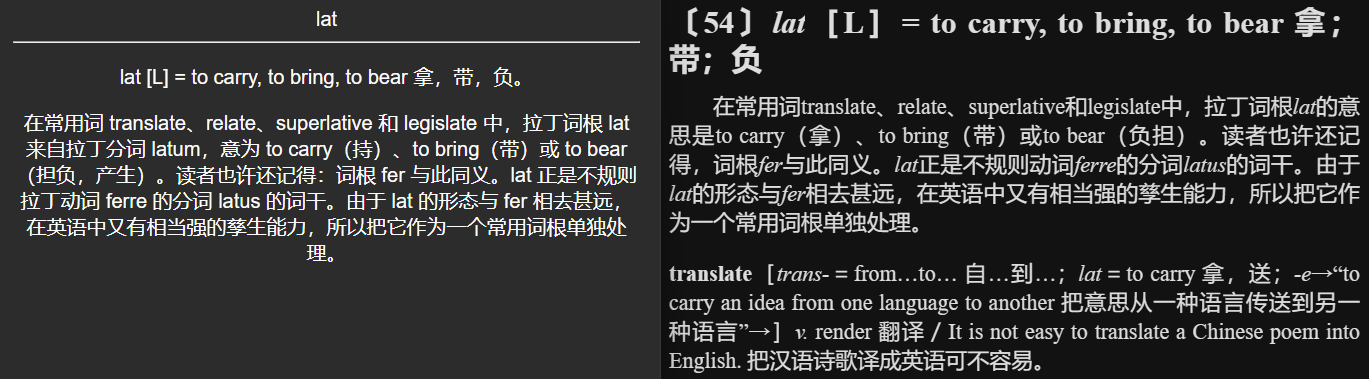 lat
lat [L] = to carry, to bring, to bear 拿，带，负。
在常用词 translate、relate、superlative 和 legislate 中，拉丁词根 lat
来自拉丁分词 latum，意为 to carry（持）、to bring（带）或 to bear
（担负，产生）。读者也许还记得：词根 fer 与此同义。lat 正是不规则
拉丁动词 ferre 的分词 latus 的词干。由于 lat 的形态与 fer 相去甚远，
在英语中又有相当强的孳生能力，所以把它作为一个常用词根单独处
理。
〔54〕lat［L］= to carry, to bring, to bear 拿；
带；负
在常用词translate、relate、superlative和legislate中，拉丁词根lat的意
思是to carry（拿）、to bring（带）或to bear（负担）。读者也许还记
得，词根fer与此同义。lat正是不规则动词ferre的分词latus的词干。由于
lat的形态与fer相去甚远，在英语中又有相当强的孳生能力，所以把它作
为一个常用词根单独处理。
translate［trans- = from…to… 自…到…；lat = to carry 拿，送；-e→“to
carry an idea from one language to another 把意思从一种语言传送到另一
种语言”→］v. render 翻译 / It is not easy to translate a Chinese poem into
English. 把汉语诗歌译成英语可不容易。